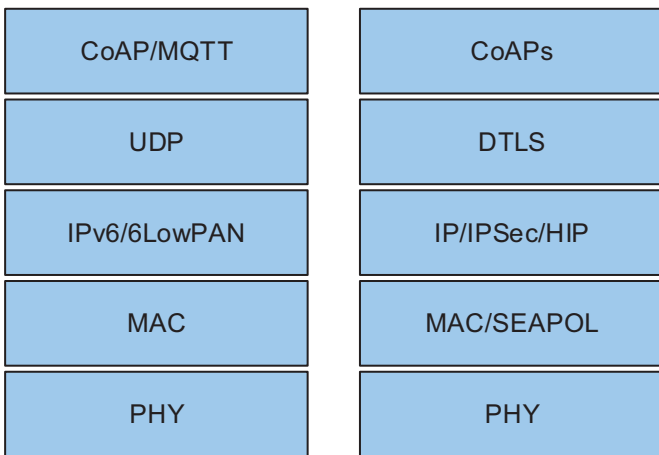 CoAP/MQTT
CoAPs
UDP
DTLS
IPv6/6LowPAN
IP/IPSec/HIP
MAC
MAC/SEAPOL
PHY
PHY